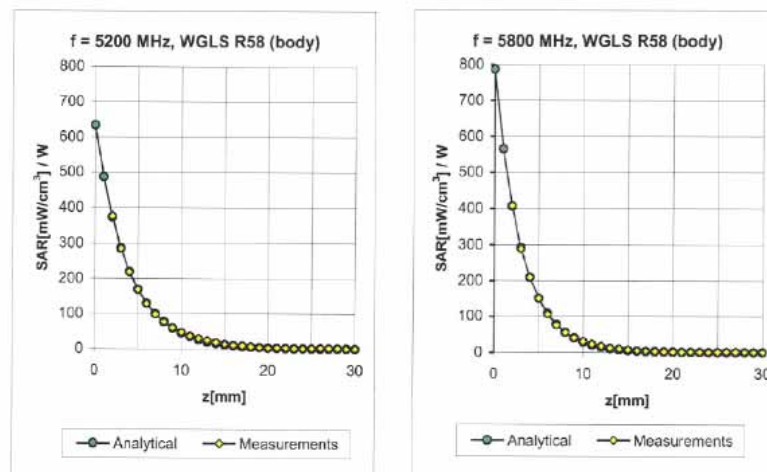 f = 5200 MHz, WGLS R58 (body)
800
700
600
500
400
300
200
100
0
SAR[mW/cm³] / W
0
10
20
30
z[mm]
Analytical
Measurements
f = 5800 MHz, WGLS R58 (body)
800
700
600
500
400
300
200
100
0
SAR[mW/cm³] / W
0
10
20
30
z[mm]
Analytical
Measurements